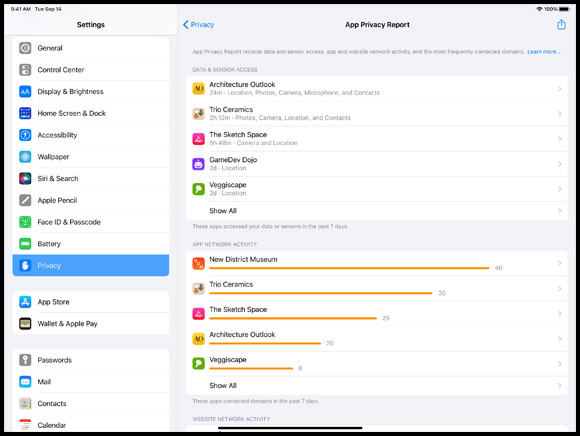 9:41 AM Tue Sep 14
100%
Settings
General
Control Center
AA Display & Brightness
Home Screen & Dock
Accessibility
Wallpaper
Siri & Search
Apple Pencil
Face ID & Passcode
Battery
Privacy
App Store
Wallet & Apple Pay
Passwords
Mail
Contacts
Calendar
Privacy
App Privacy Report
App Privacy Report records data and sensor access, app and website network activity, and the most frequently contacted domains. Learn more...
DATA & SENSOR ACCESS
AO Architecture Outlook
24m · Location, Photos, Camera, Microphone, and Contacts
Trio Ceramics
2h 12m · Photos, Camera, Location, and Contacts
The Sketch Space
5h 48m · Camera and Location
GameDev Dojo
2d · Location
Veggiscape
2d · Location
Show All
These apps accessed your data or sensors in the past 7 days.
APP NETWORK ACTIVITY
New District Museum
46
Trio Ceramics
30
The Sketch Space
25
AO Architecture Outlook
20
Veggiscape
8
Show All
These apps contacted domains in the past 7 days.
WEBSITE NETWORK ACTIVITY